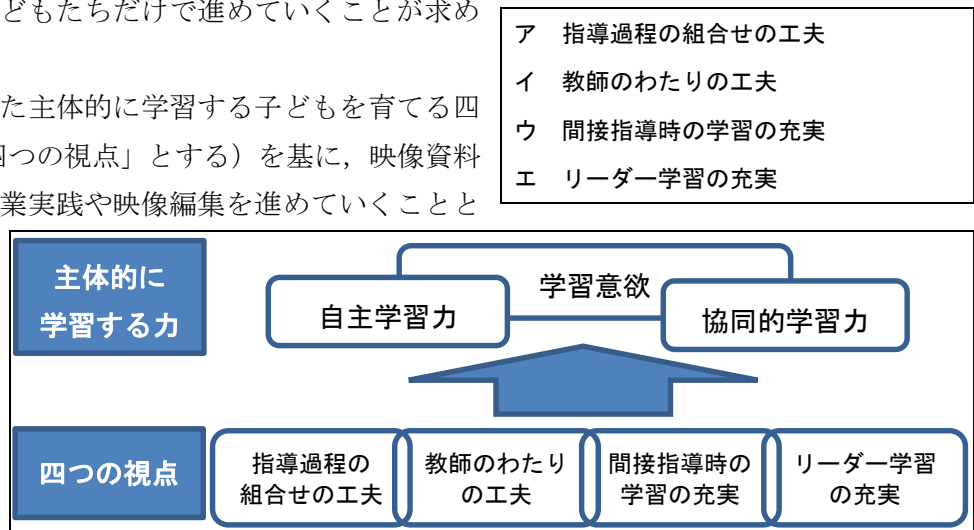 どもたちだけで進めていくことが求め
た主体的に学習する子どもを育てる四
つの視点」とする）を基に，映像資料
業実践や映像編集を進めていくことと
ア　指導過程の組合せの工夫
イ　教師のわたりの工夫
ウ　間接指導時の学習の充実
エ　リーダー学習の充実
主体的に
学習する力
学習意欲
自主学習力
協同的学習力
四つの視点
指導過程の
組合せの工夫
教師のわたり
の工夫
間接指導時の
学習の充実
リーダー学習
の充実